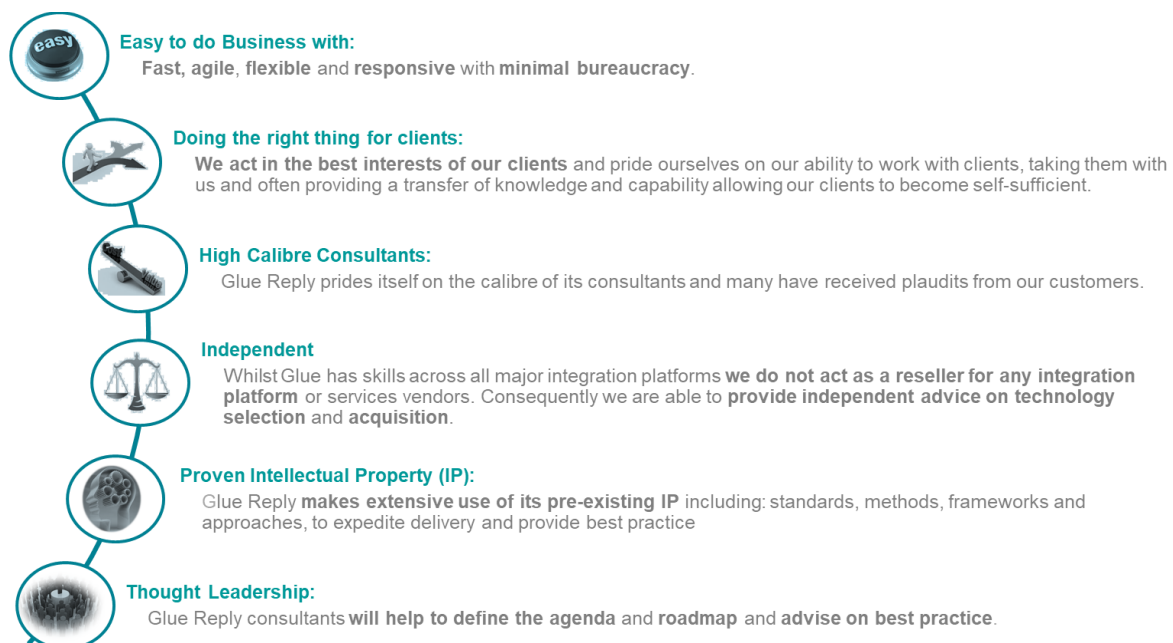 easy
Easy to do Business with:
Fast, agile, flexible and responsive with minimal bureaucracy.
Doing the right thing for clients:
We act in the best interests of our clients and pride ourselves on our ability to work with clients, taking them with
us and often providing a transfer of knowledge and capability allowing our clients to become self-sufficient.
High Calibre Consultants:
Glue Reply prides itself on the calibre of its consultants and many have received plaudits from our customers.
Independent
Whilst Glue has skills across all major integration platforms we do not act as a reseller for any integration
platform or services vendors. Consequently we are able to provide independent advice on technology
selection and acquisition.
Proven Intellectual Property (IP):
Glue Reply makes extensive use of its pre-existing IP including: standards, methods, frameworks and
approaches, to expedite delivery and provide best practice
Thought Leadership:
Glue Reply consultants will help to define the agenda and roadmap and advise on best practice.